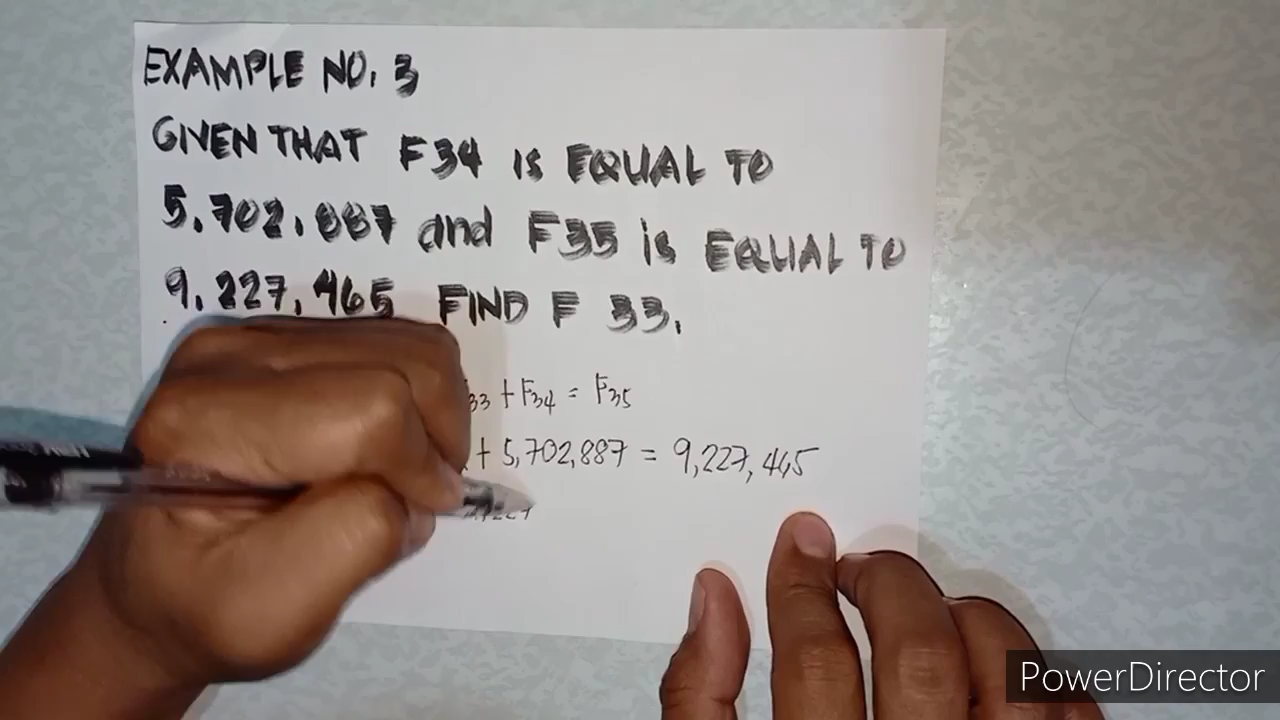 EXAMPLE NO. 3
GIVEN THAT F34 IS EQUAL TO
5,702,887 and F35 is EQUAL TO
9,227,465 FIND F 33.
33 + F34 = F35
+ 5,702,887 = 9,227,465
PowerDirector